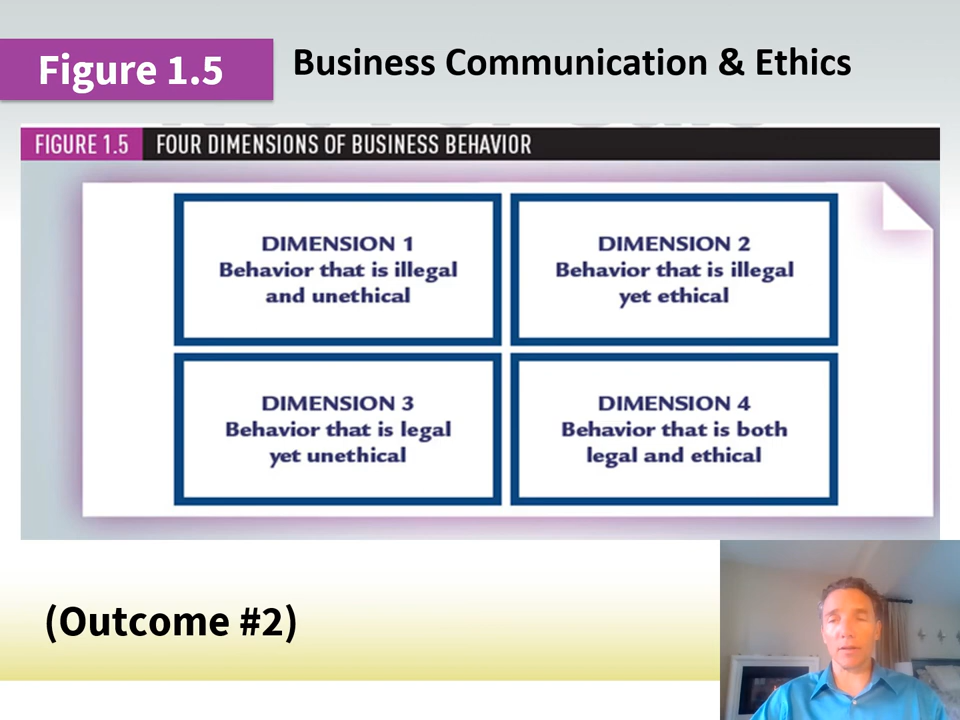 Figure 1.5
Business Communication & Ethics
FIGURE 1.5 FOUR DIMENSIONS OF BUSINESS BEHAVIOR
DIMENSION 1
Behavior that is illegal
and unethical
DIMENSION 2
Behavior that is illegal
yet ethical
DIMENSION 3
Behavior that is legal
yet unethical
DIMENSION 4
Behavior that is both
legal and ethical
(Outcome #2)